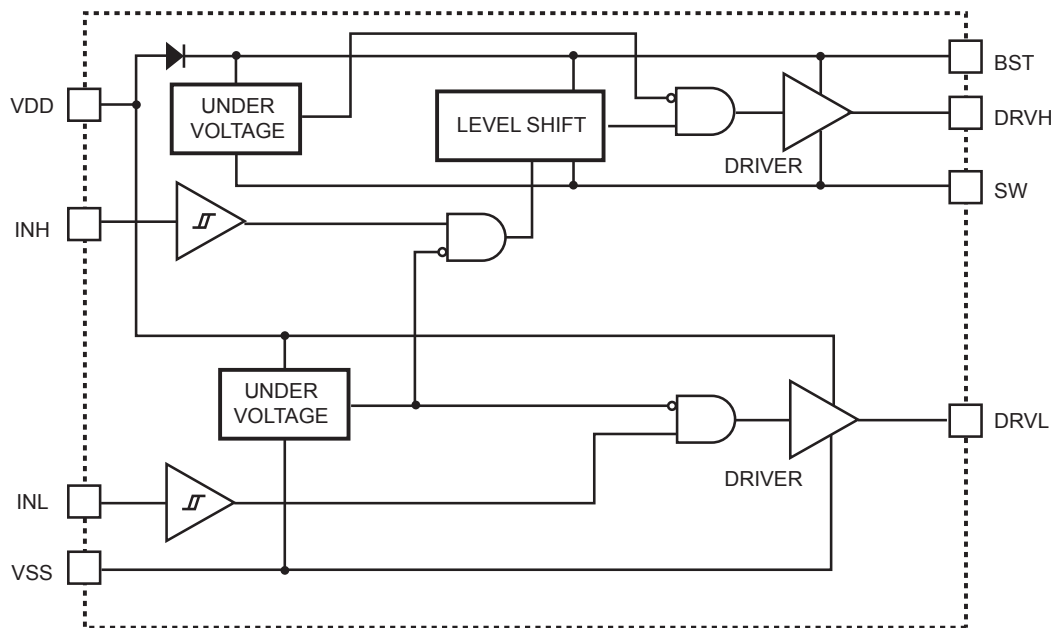 BST
VDD
UNDER
VOLTAGE
LEVEL SHIFT
DRVH
DRIVER
SW
INH
UNDER
VOLTAGE
DRVL
DRIVER
INL
VSS